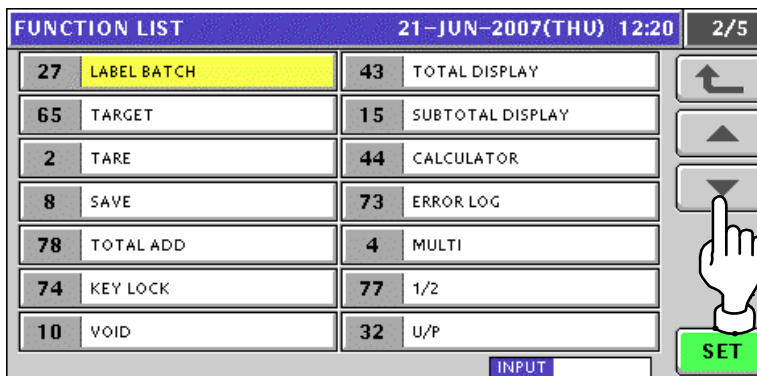 FUNCTION LIST 21-JUN-2007(THU) 12:20 2/5
27 LABEL BATCH 43 TOTAL DISPLAY
65 TARGET 15 SUBTOTAL DISPLAY
2 TARE 44 CALCULATOR
8 SAVE 73 ERROR LOG
78 TOTAL ADD 4 MULTI
74 KEY LOCK 77 1/2
10 VOID 32 U/P
INPUT SET